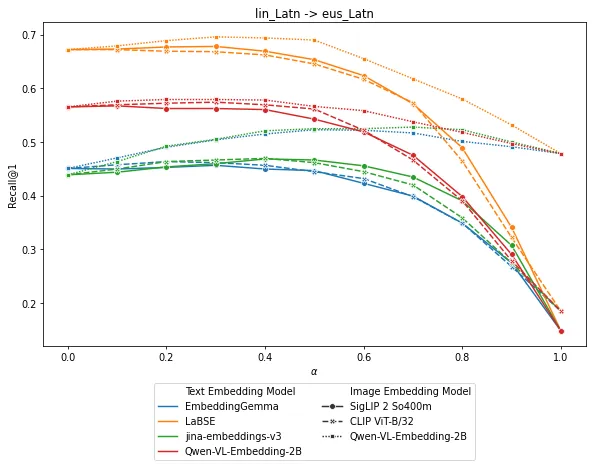 lin_Latn -> eus_Latn
Recall@1
0.7
0.6
0.5
0.4
0.3
0.2
0.0 0.2 0.4 0.6 0.8 1.0
α
Text Embedding Model
EmbeddingGemma
LaBSE
jina-embeddings-v3
Qwen-VL-Embedding-2B
Image Embedding Model
SigLIP 2 So400m
CLIP ViT-B/32
Qwen-VL-Embedding-2B